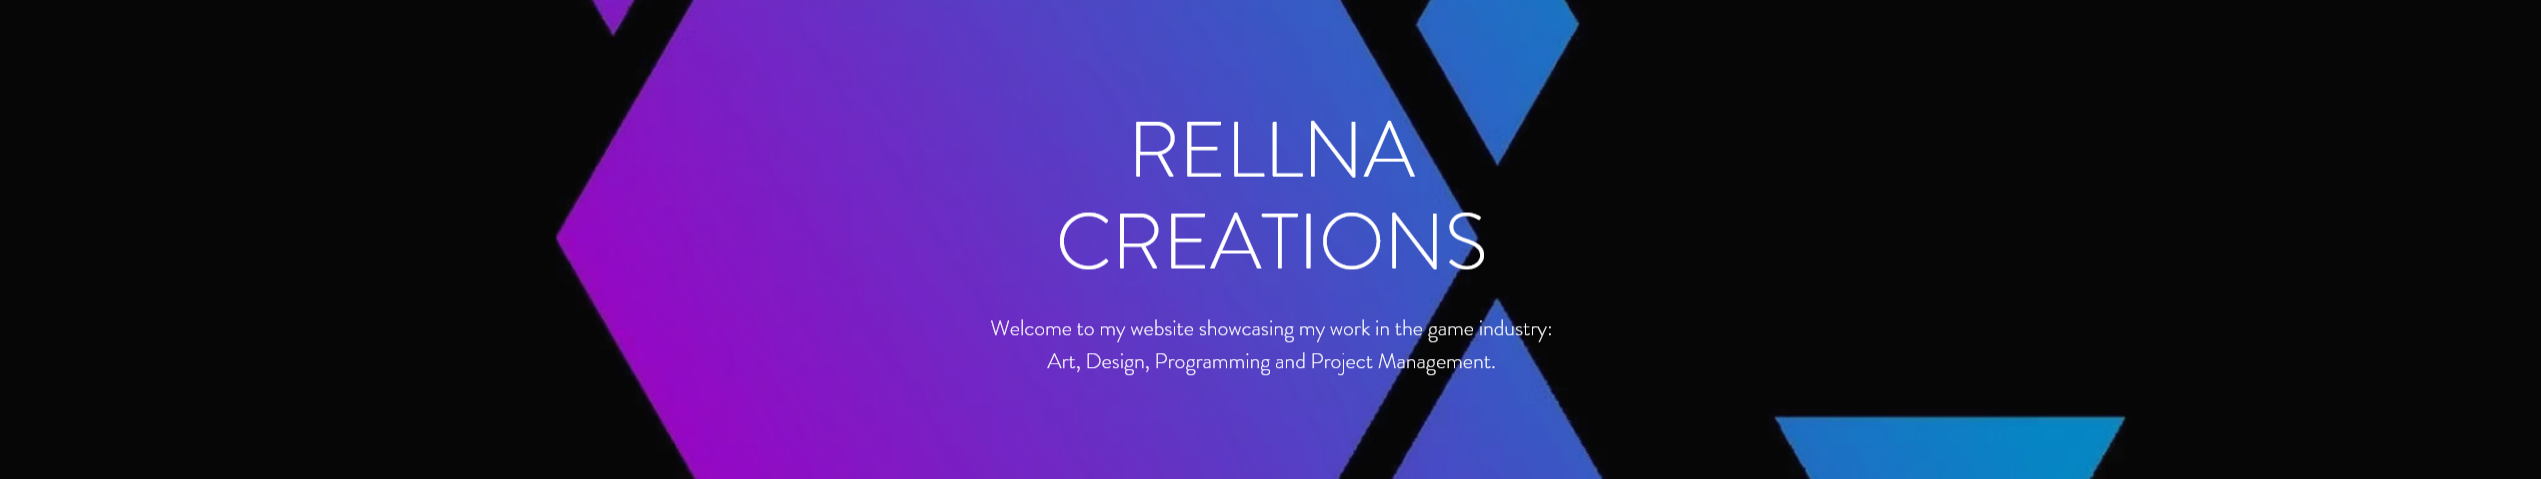 RELLNA
CREATIONS
Welcome to my website showcasing my work in the game industry:
Art, Design, Programming and Project Management.